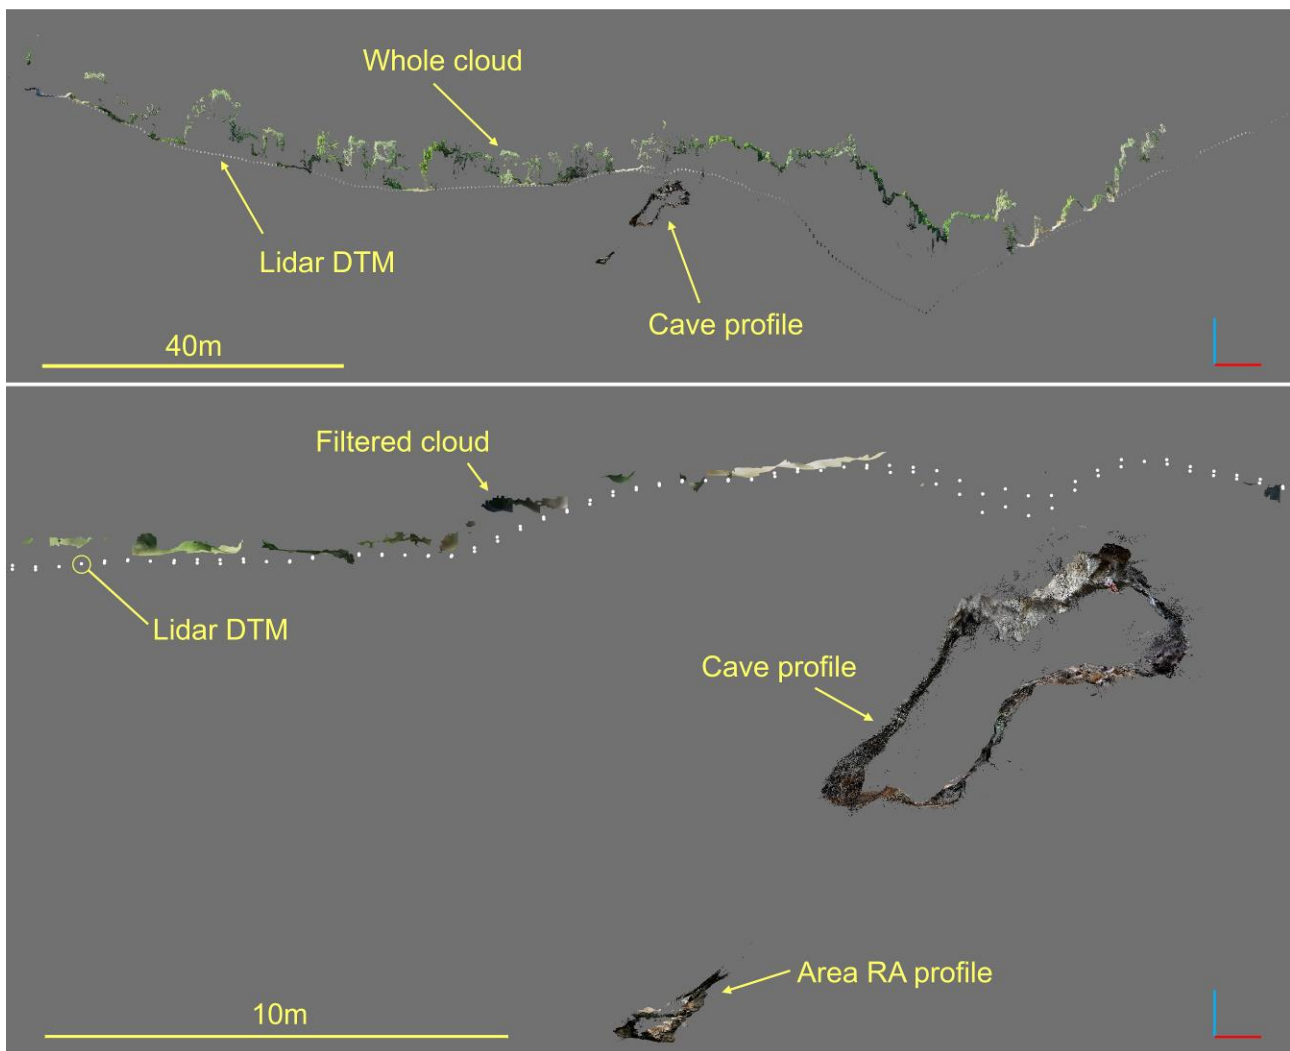 Whole cloud
Lidar DTM
Cave profile
40m
Filtered cloud
Lidar DTM
Cave profile
Area RA profile
10m